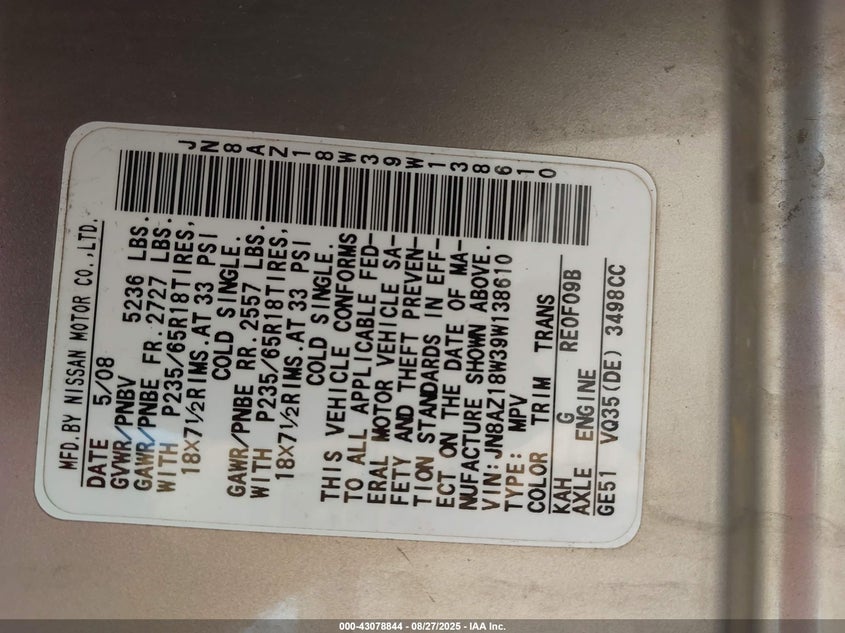 MFD.BY NISSAN MOTOR CO.,LTD.
DATE 5/08
GVWR/PNBV 5236 LBS.
GAWR/PNBE FR.2727 LBS.
WITH P235/65R18TIRES,
18X7½RIMS.AT 33 PSI
COLD SINGLE.
GAWR/PNBE RR.2557 LBS.
WITH P235/65R18TIRES,
18X7½RIMS.AT 33 PSI
COLD SINGLE.
THIS VEHICLE CONFORMS
TO ALL APPLICABLE FED-
ERAL MOTOR VEHICLE SA-
FETY AND THEFT PREVEN-
TION STANDARDS IN EFF-
ECT ON THE DATE OF MA-
NUFACTURE SHOWN ABOVE.
VIN:JN8AZ18W39W138610
TYPE: MPV
COLOR TRIM TRANS
KAH G RE0F09B
AXLE ENGINE
GE51 VQ35(DE) 3498CC
JN8AZ18W39W138610
000-43078844 - 08/27/2025 - IAA Inc.